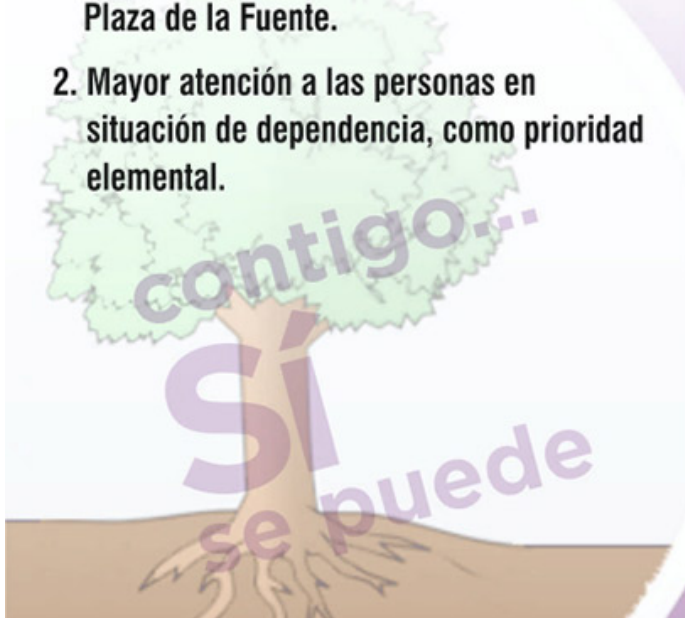 Plaza de la Fuente.
2. Mayor atención a las personas en
situación de dependencia, como prioridad
elemental.
contigo...
SÍ
se puede